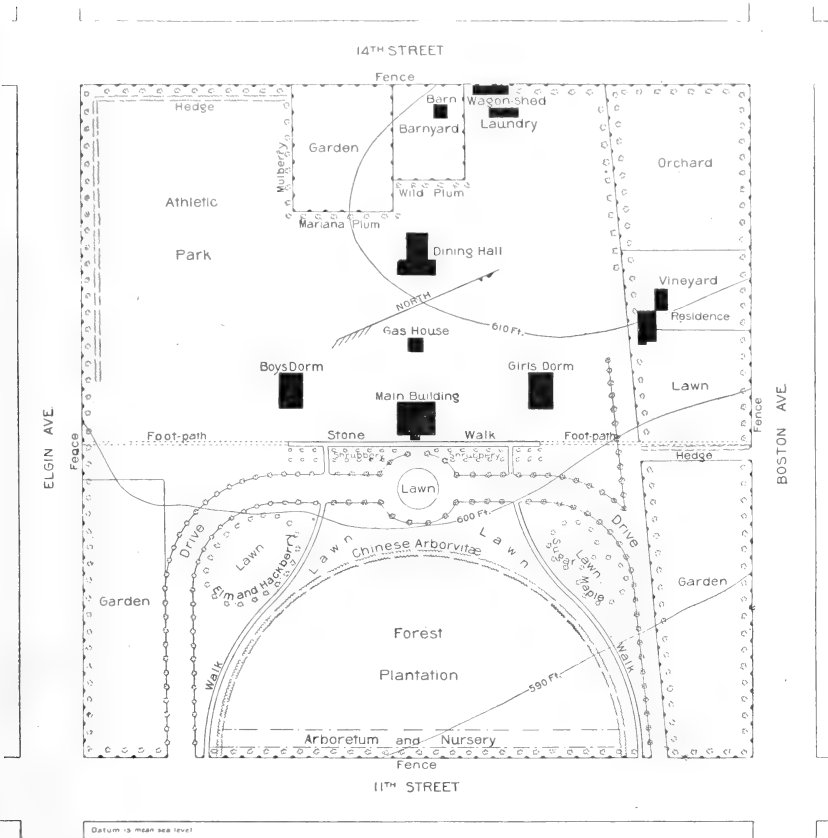 14TH STREET
Fence
Hedge
Barn
Wagon-shed
Barnyard
Laundry
Garden
Mulberry
Orchard
Wild Plum
Athletic
Park
Mariana Plum
Dining Hall
Vineyard
NORTH
Residence
610 Ft.
Gas House
Boys Dorm
Girls Dorm
Main Building
Lawn
ELGIN AVE.
Fence
BOSTON AVE.
Fence
Foot-path
Stone Walk
Foot-path
Hedge
Lawn
600 Ft.
Drive
Drive
Lawn
Elm and Hackberry
Lawn
Lawn
Chinese Arborvitæ
Lawn
Sugar Maple
Garden
Garden
Forest
Plantation
Walk
Walk
590 Ft.
Arboretum and Nursery
Fence
11TH STREET
Datum is mean sea level